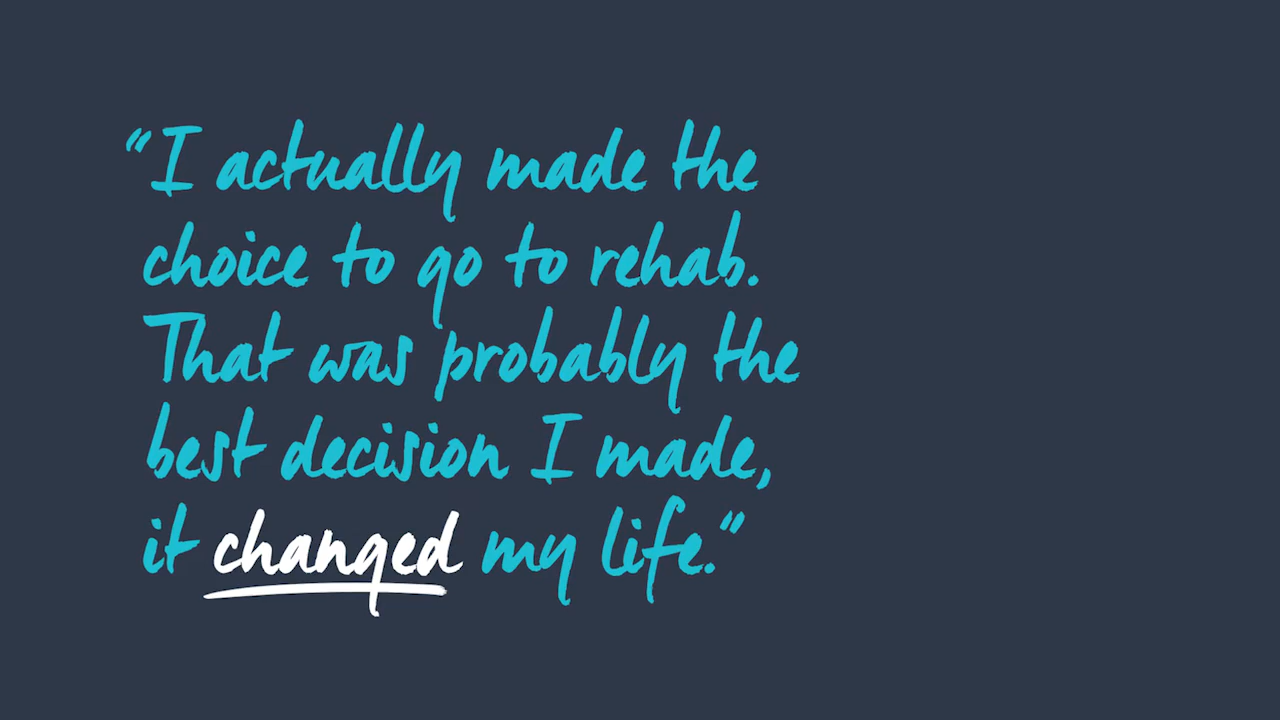 “I actually made the
choice to go to rehab.
That was probably the
best decision I made,
it changed my life.”